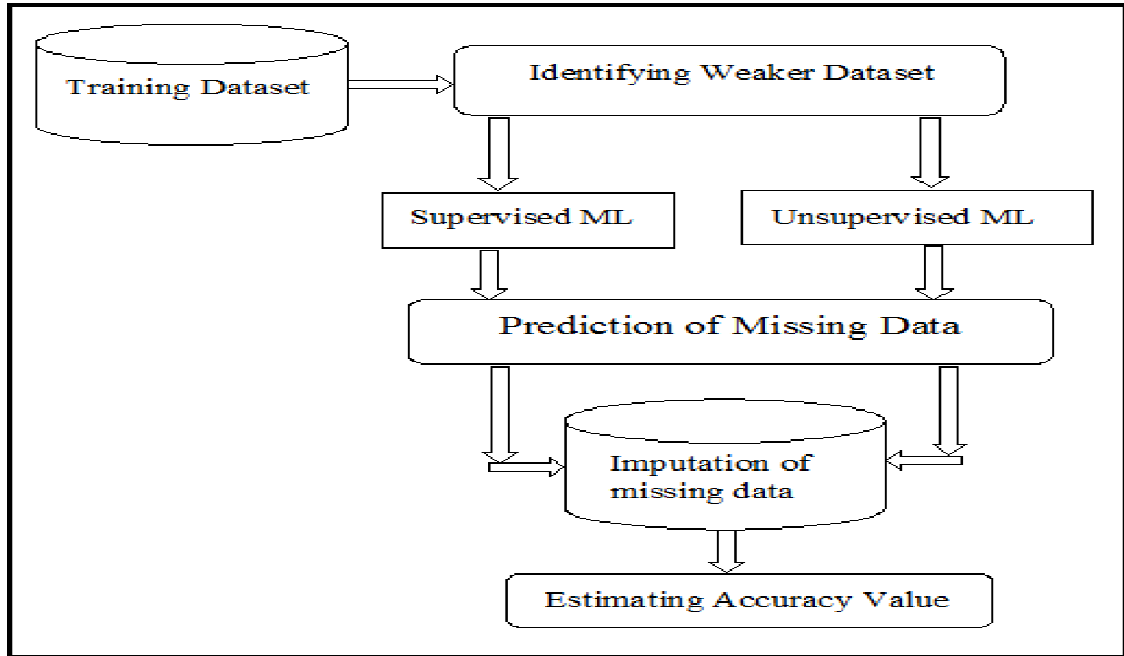 Training Dataset
Identifying Weaker Dataset
Supervised ML
Unsupervised ML
Prediction of Missing Data
Imputation of
missing data
Estimating Accuracy Value